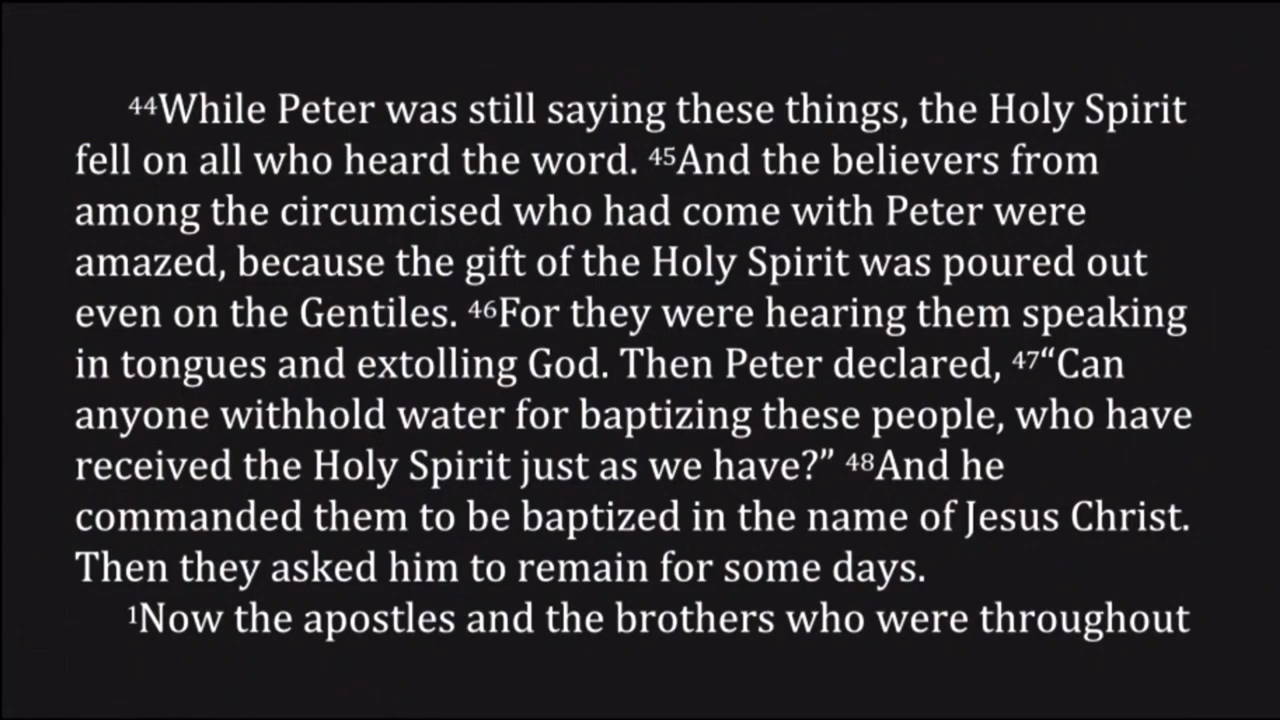 ⁴⁴While Peter was still saying these things, the Holy Spirit
fell on all who heard the word. ⁴⁵And the believers from
among the circumcised who had come with Peter were
amazed, because the gift of the Holy Spirit was poured out
even on the Gentiles. ⁴⁶For they were hearing them speaking
in tongues and extolling God. Then Peter declared, ⁴⁷“Can
anyone withhold water for baptizing these people, who have
received the Holy Spirit just as we have?” ⁴⁸And he
commanded them to be baptized in the name of Jesus Christ.
Then they asked him to remain for some days.
¹Now the apostles and the brothers who were throughout